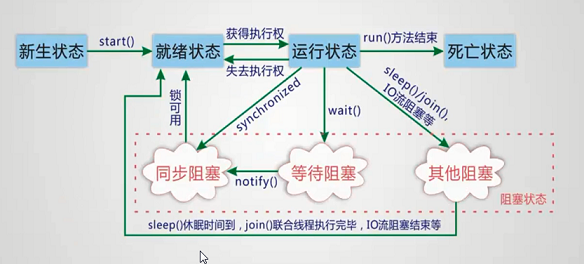 获得执行权
新生状态
start()
就绪状态
运行状态
run()方法结束
死亡状态
失去执行权
锁可用
synchronized
wait()
sleep()/join(),
IO流阻塞等
同步阻塞
notify()
等待阻塞
其他阻塞
阻塞状态
sleep()休眠时间到，join()联合线程执行完毕，IO流阻塞结束等